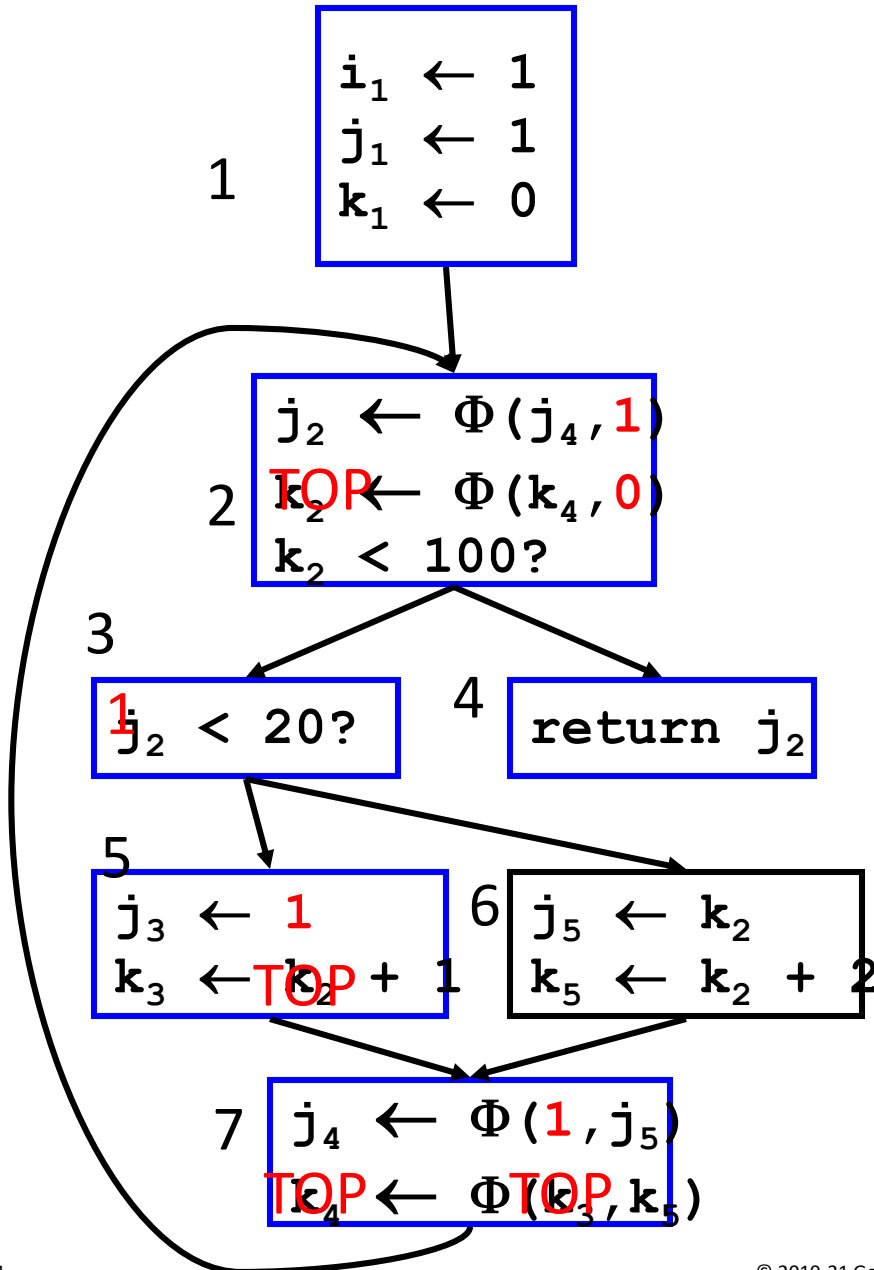 i₁ ← 1
j₁ ← 1
k₁ ← 0
1
j₂ ← Φ(j₄,1)
TOP
k₂ ← Φ(k₄,0)
k₂ < 100?
2
3
1
j₂ < 20?
4
return j₂
5
j₃ ← 1
k₃ ← k₂ + 1
TOP
6
j₅ ← k₂
k₅ ← k₂ + 2
7
j₄ ← Φ(1,j₅)
TOP
TOP
k₄ ← Φ(k₃,k₅)